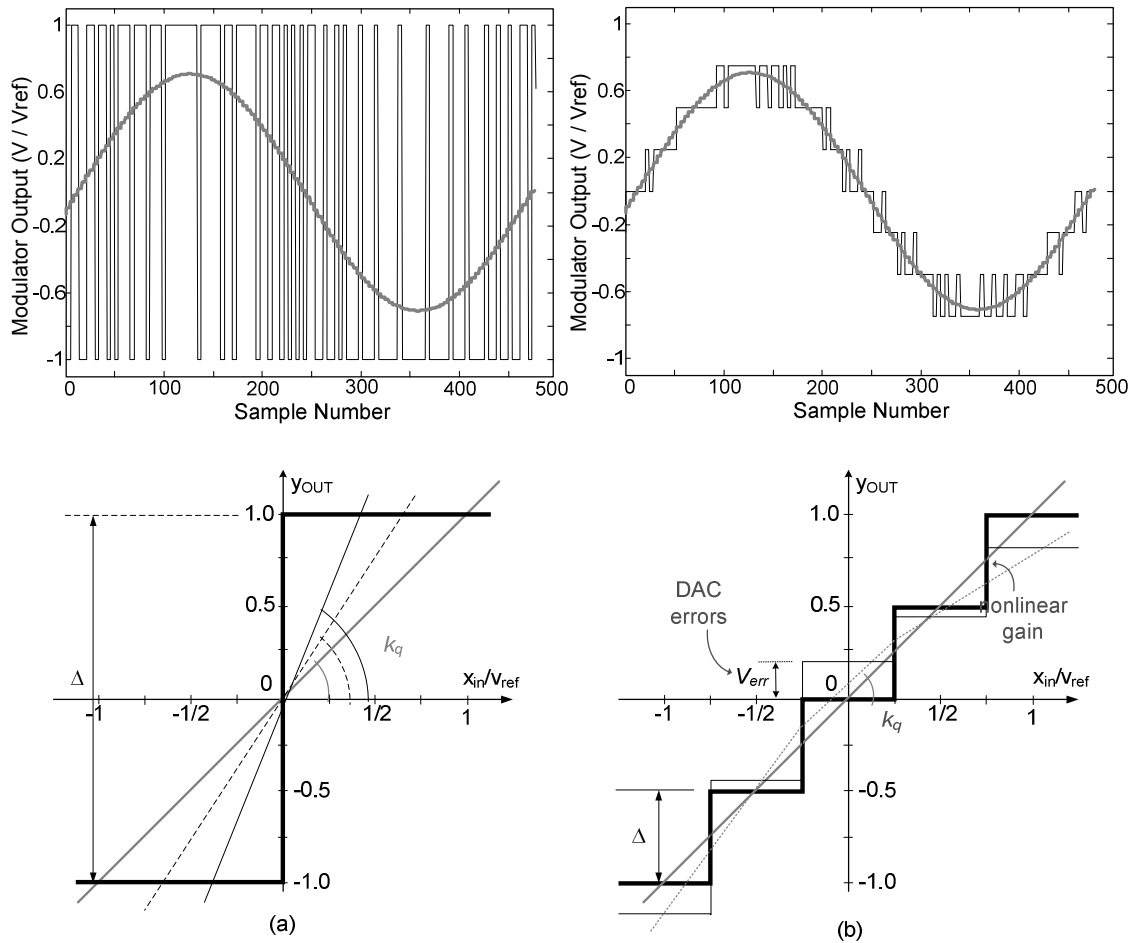 Modulator Output (V / Vref)
1
0.6
0.2
-0.2
-0.6
-1
0
100
200
300
400
500
Sample Number
Modulator Output (V / Vref)
1
0.6
0.2
-0.2
-0.6
-1
0
100
200
300
400
500
Sample Number
yOUT
1.0
0.5
kq
Δ
0
xin/vref
-1
-1/2
1/2
1
-0.5
-1.0
(a)
yOUT
1.0
DAC
errors
0.5
nonlinear
gain
Verr
0
xin/vref
-1
-1/2
kq
1/2
1
-0.5
Δ
-1.0
(b)